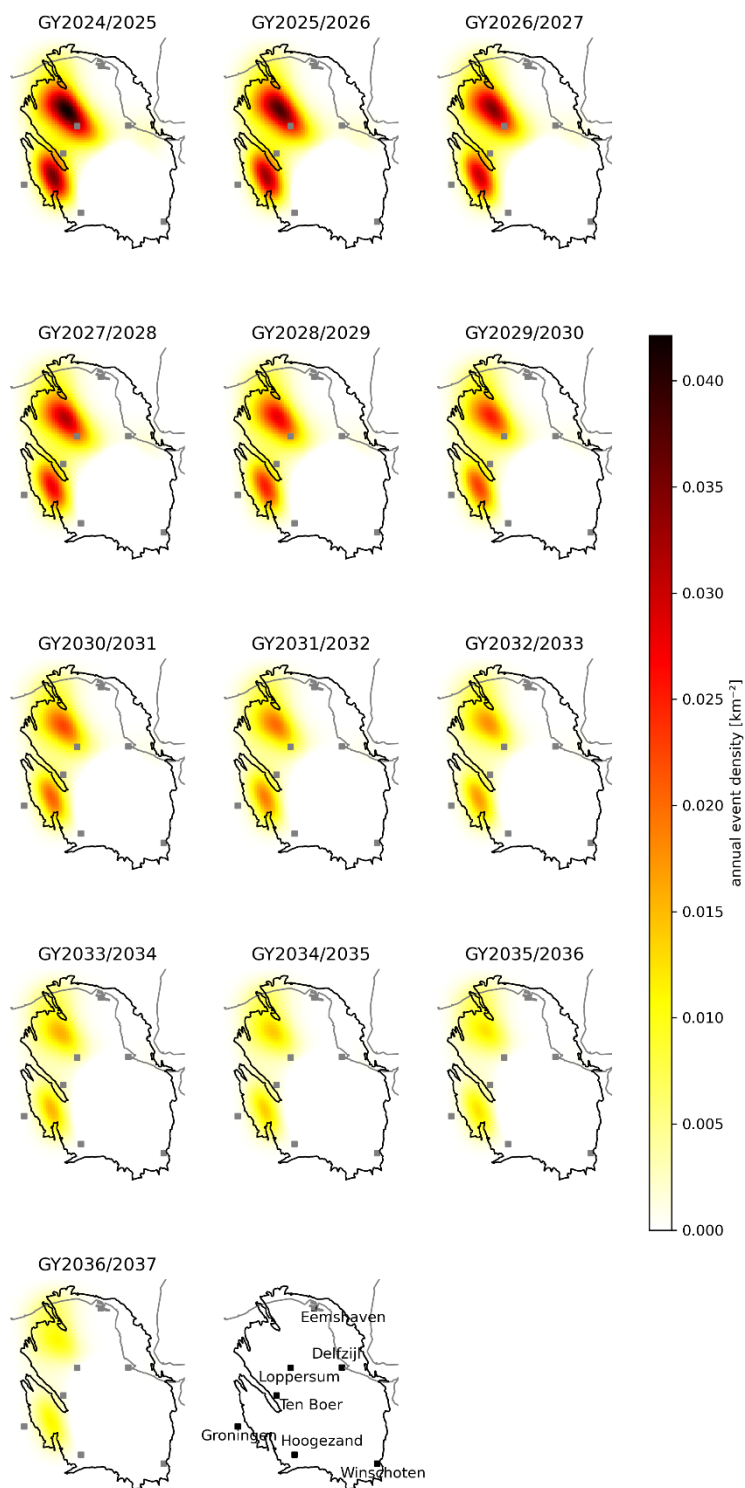 GY2024/2025
GY2025/2026
GY2026/2027
GY2027/2028
GY2028/2029
GY2029/2030
GY2030/2031
GY2031/2032
GY2032/2033
GY2033/2034
GY2034/2035
GY2035/2036
GY2036/2037
Eemshaven
Delfzijl
Loppersum
Ten Boer
Groningen
Hoogezand
Winschoten
0.040
0.035
0.030
0.025
0.020
0.015
0.010
0.005
0.000
annual event density [km⁻²]